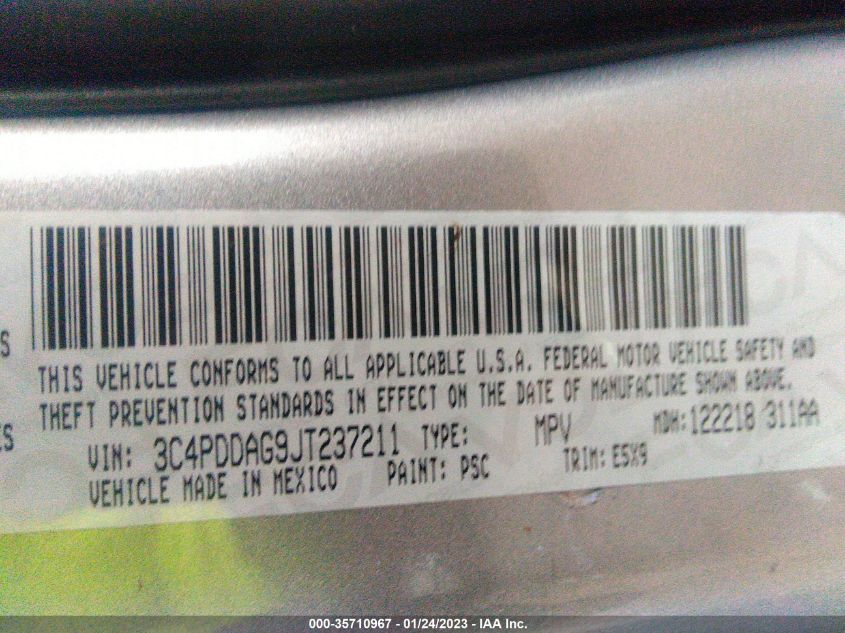 S
THIS VEHICLE CONFORMS TO ALL APPLICABLE U.S.A. FEDERAL MOTOR VEHICLE SAFETY AND
THEFT PREVENTION STANDARDS IN EFFECT ON THE DATE OF MANUFACTURE SHOWN ABOVE.
ES
VIN: 3C4PDDAG9JT237211 TYPE: MPV MDH:122218 311AA
VEHICLE MADE IN MEXICO PAINT: PSC TRIM: E5X9
000-35710967 — 01/24/2023 — IAA Inc.